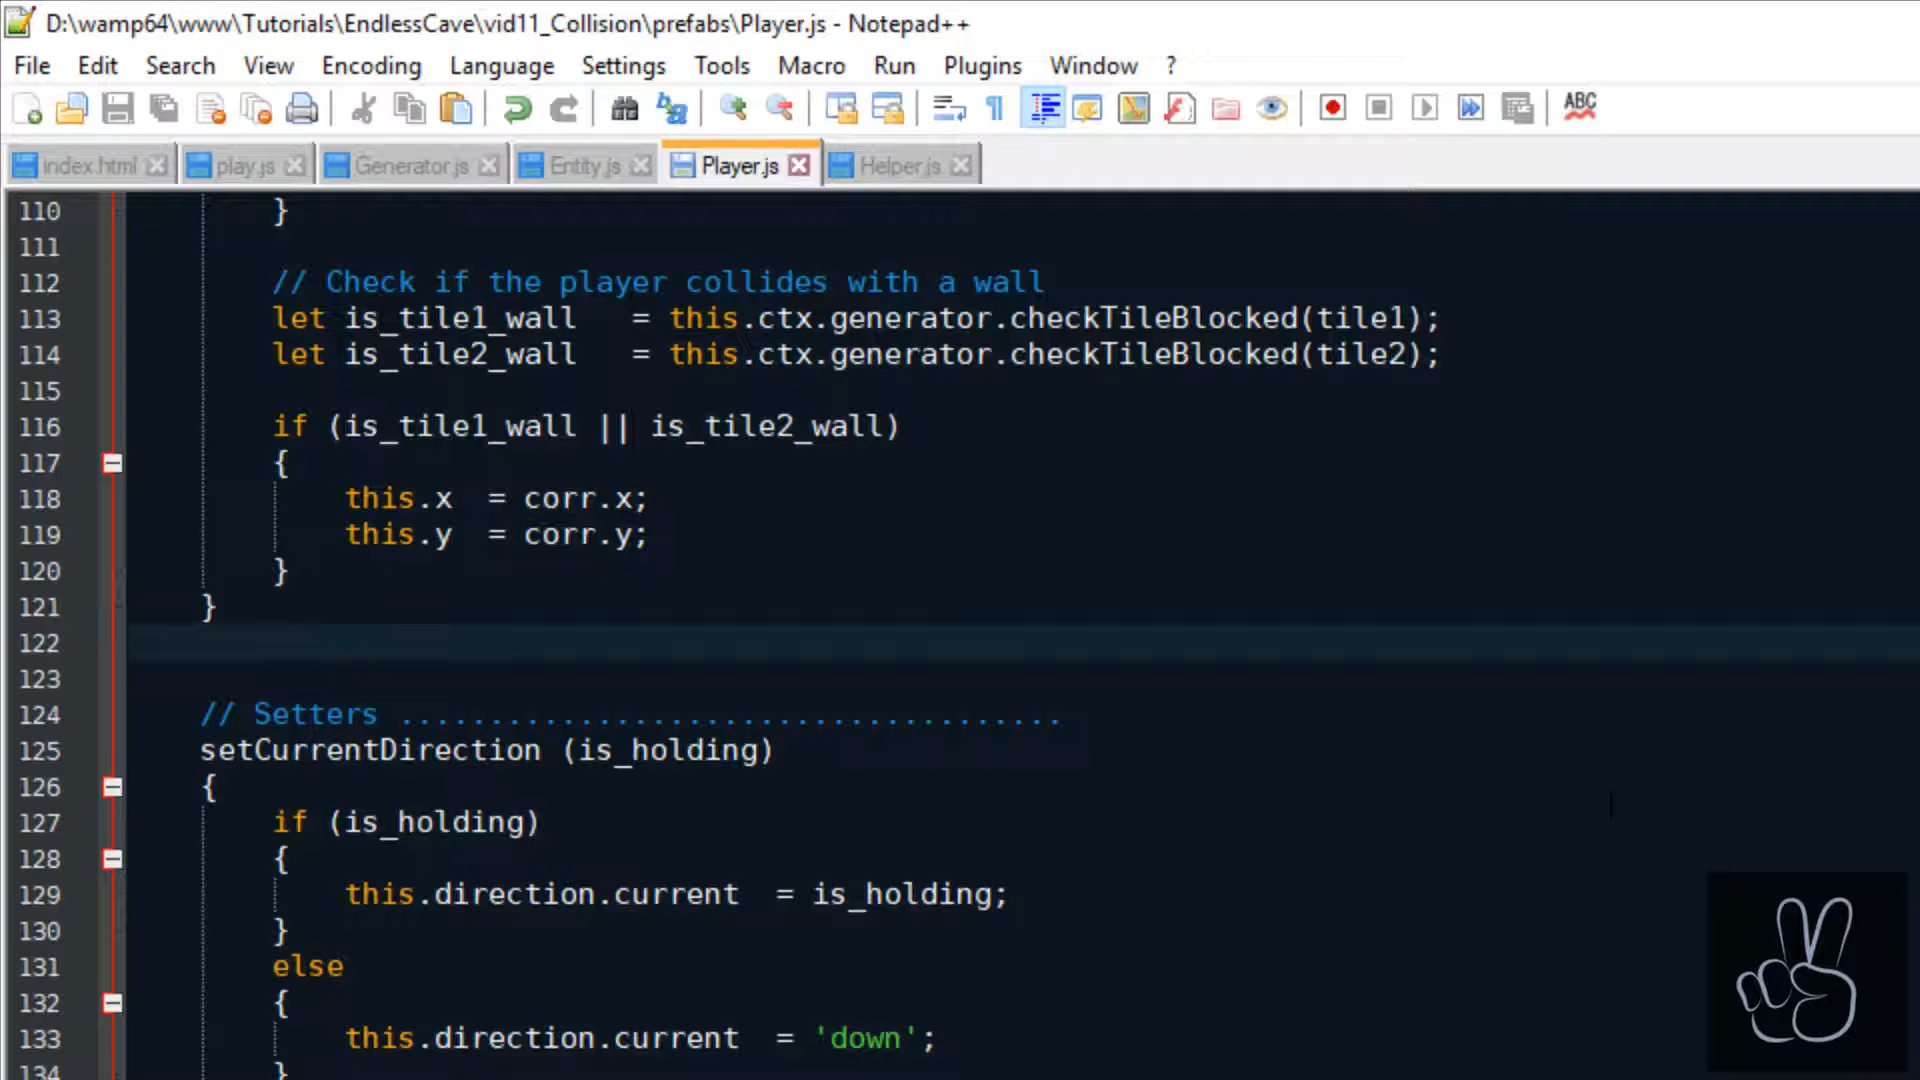 D:\wamp64\www\Tutorials\EndlessCave\vid11_Collision\prefabs\Player.js - Notepad++
File Edit Search View Encoding Language Settings Tools Macro Run Plugins Window ?
ABC
index.html play.js Generator.js Entity.js Player.js Helper.js
110 }
111
112 // Check if the player collides with a wall
113 let is_tile1_wall = this.ctx.generator.checkTileBlocked(tile1);
114 let is_tile2_wall = this.ctx.generator.checkTileBlocked(tile2);
115
116 if (is_tile1_wall || is_tile2_wall)
117 {
118 this.x = corr.x;
119 this.y = corr.y;
120 }
121 }
122
123
124 // Setters .....................................
125 setCurrentDirection (is_holding)
126 {
127 if (is_holding)
128 {
129 this.direction.current = is_holding;
130 }
131 else
132 {
133 this.direction.current = 'down';
134 }